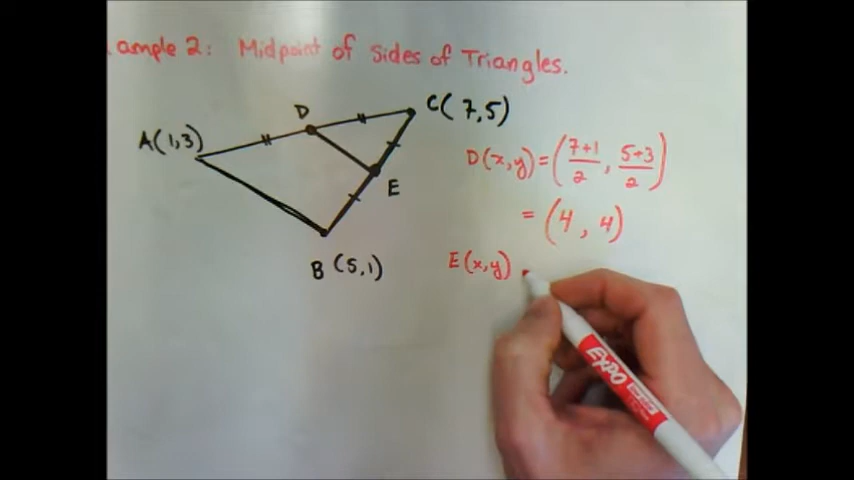 ample 2: Midpoint of Sides of Triangles.
D
C(7,5)
A(1,3)
E
B (5,1)
D(x,y) = (7+1/2, 5+3/2)
= (4, 4)
E(x,y)
EXPO